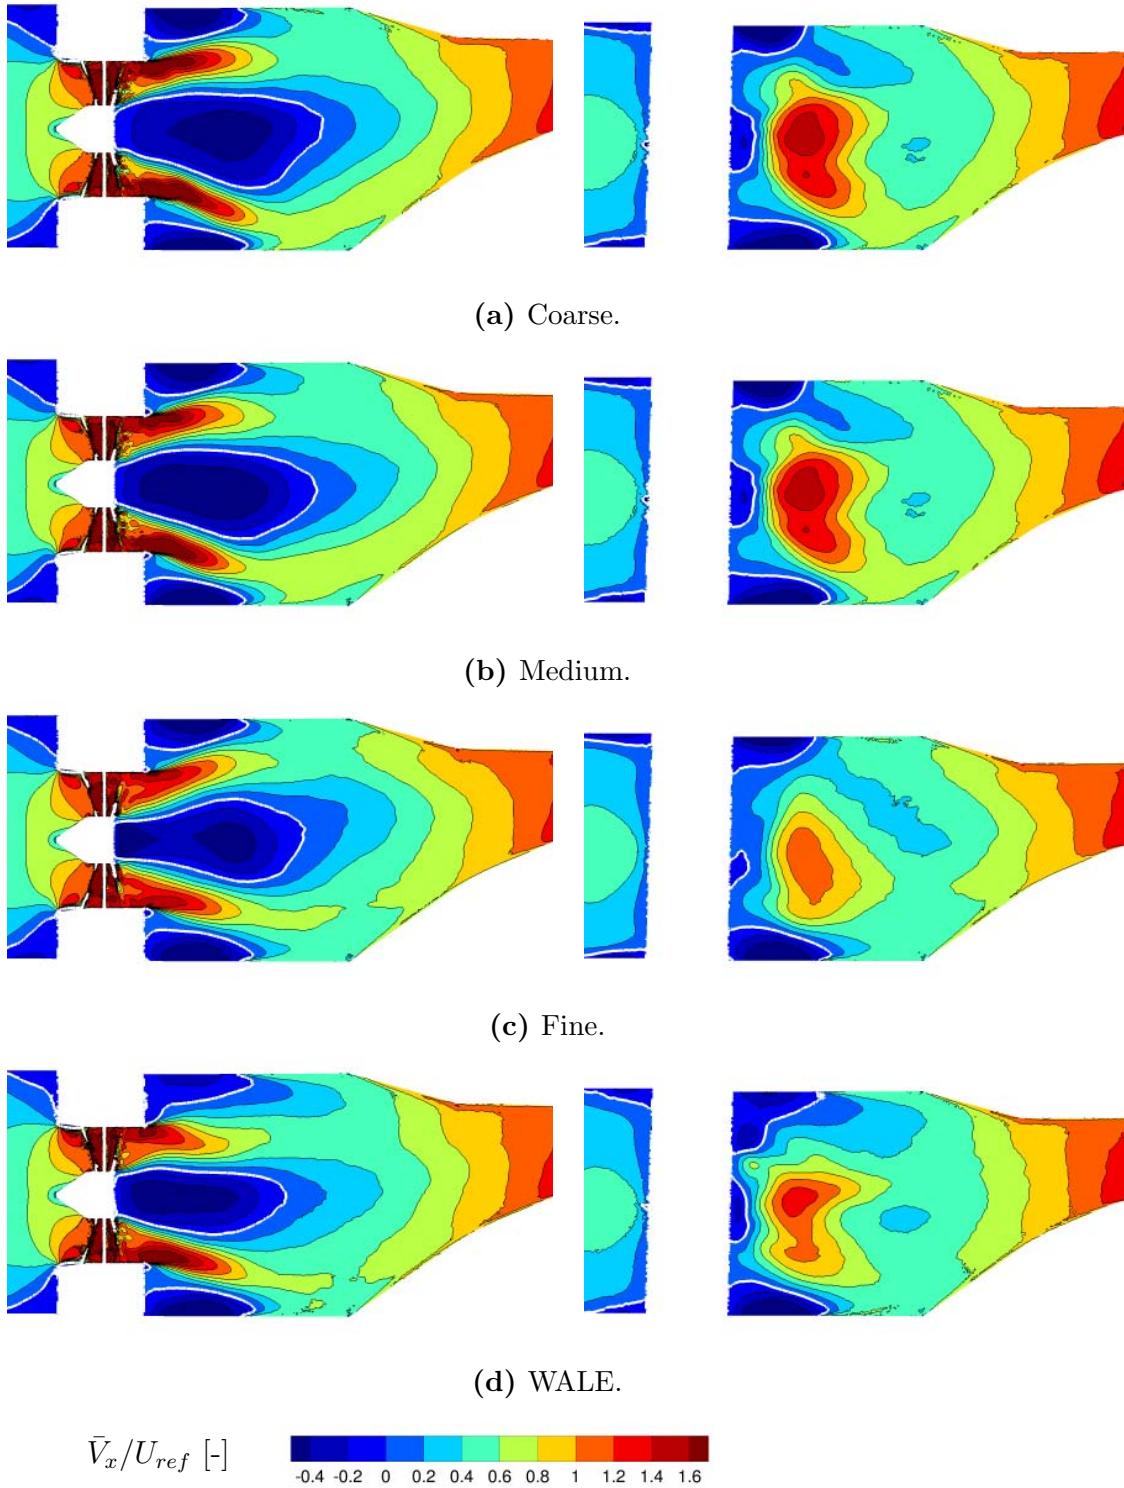 (a) Coarse.
(b) Medium.
(c) Fine.
(d) WALE.
V̄ₓ/U_ref [-]
-0.4 -0.2 0 0.2 0.4 0.6 0.8 1 1.2 1.4 1.6